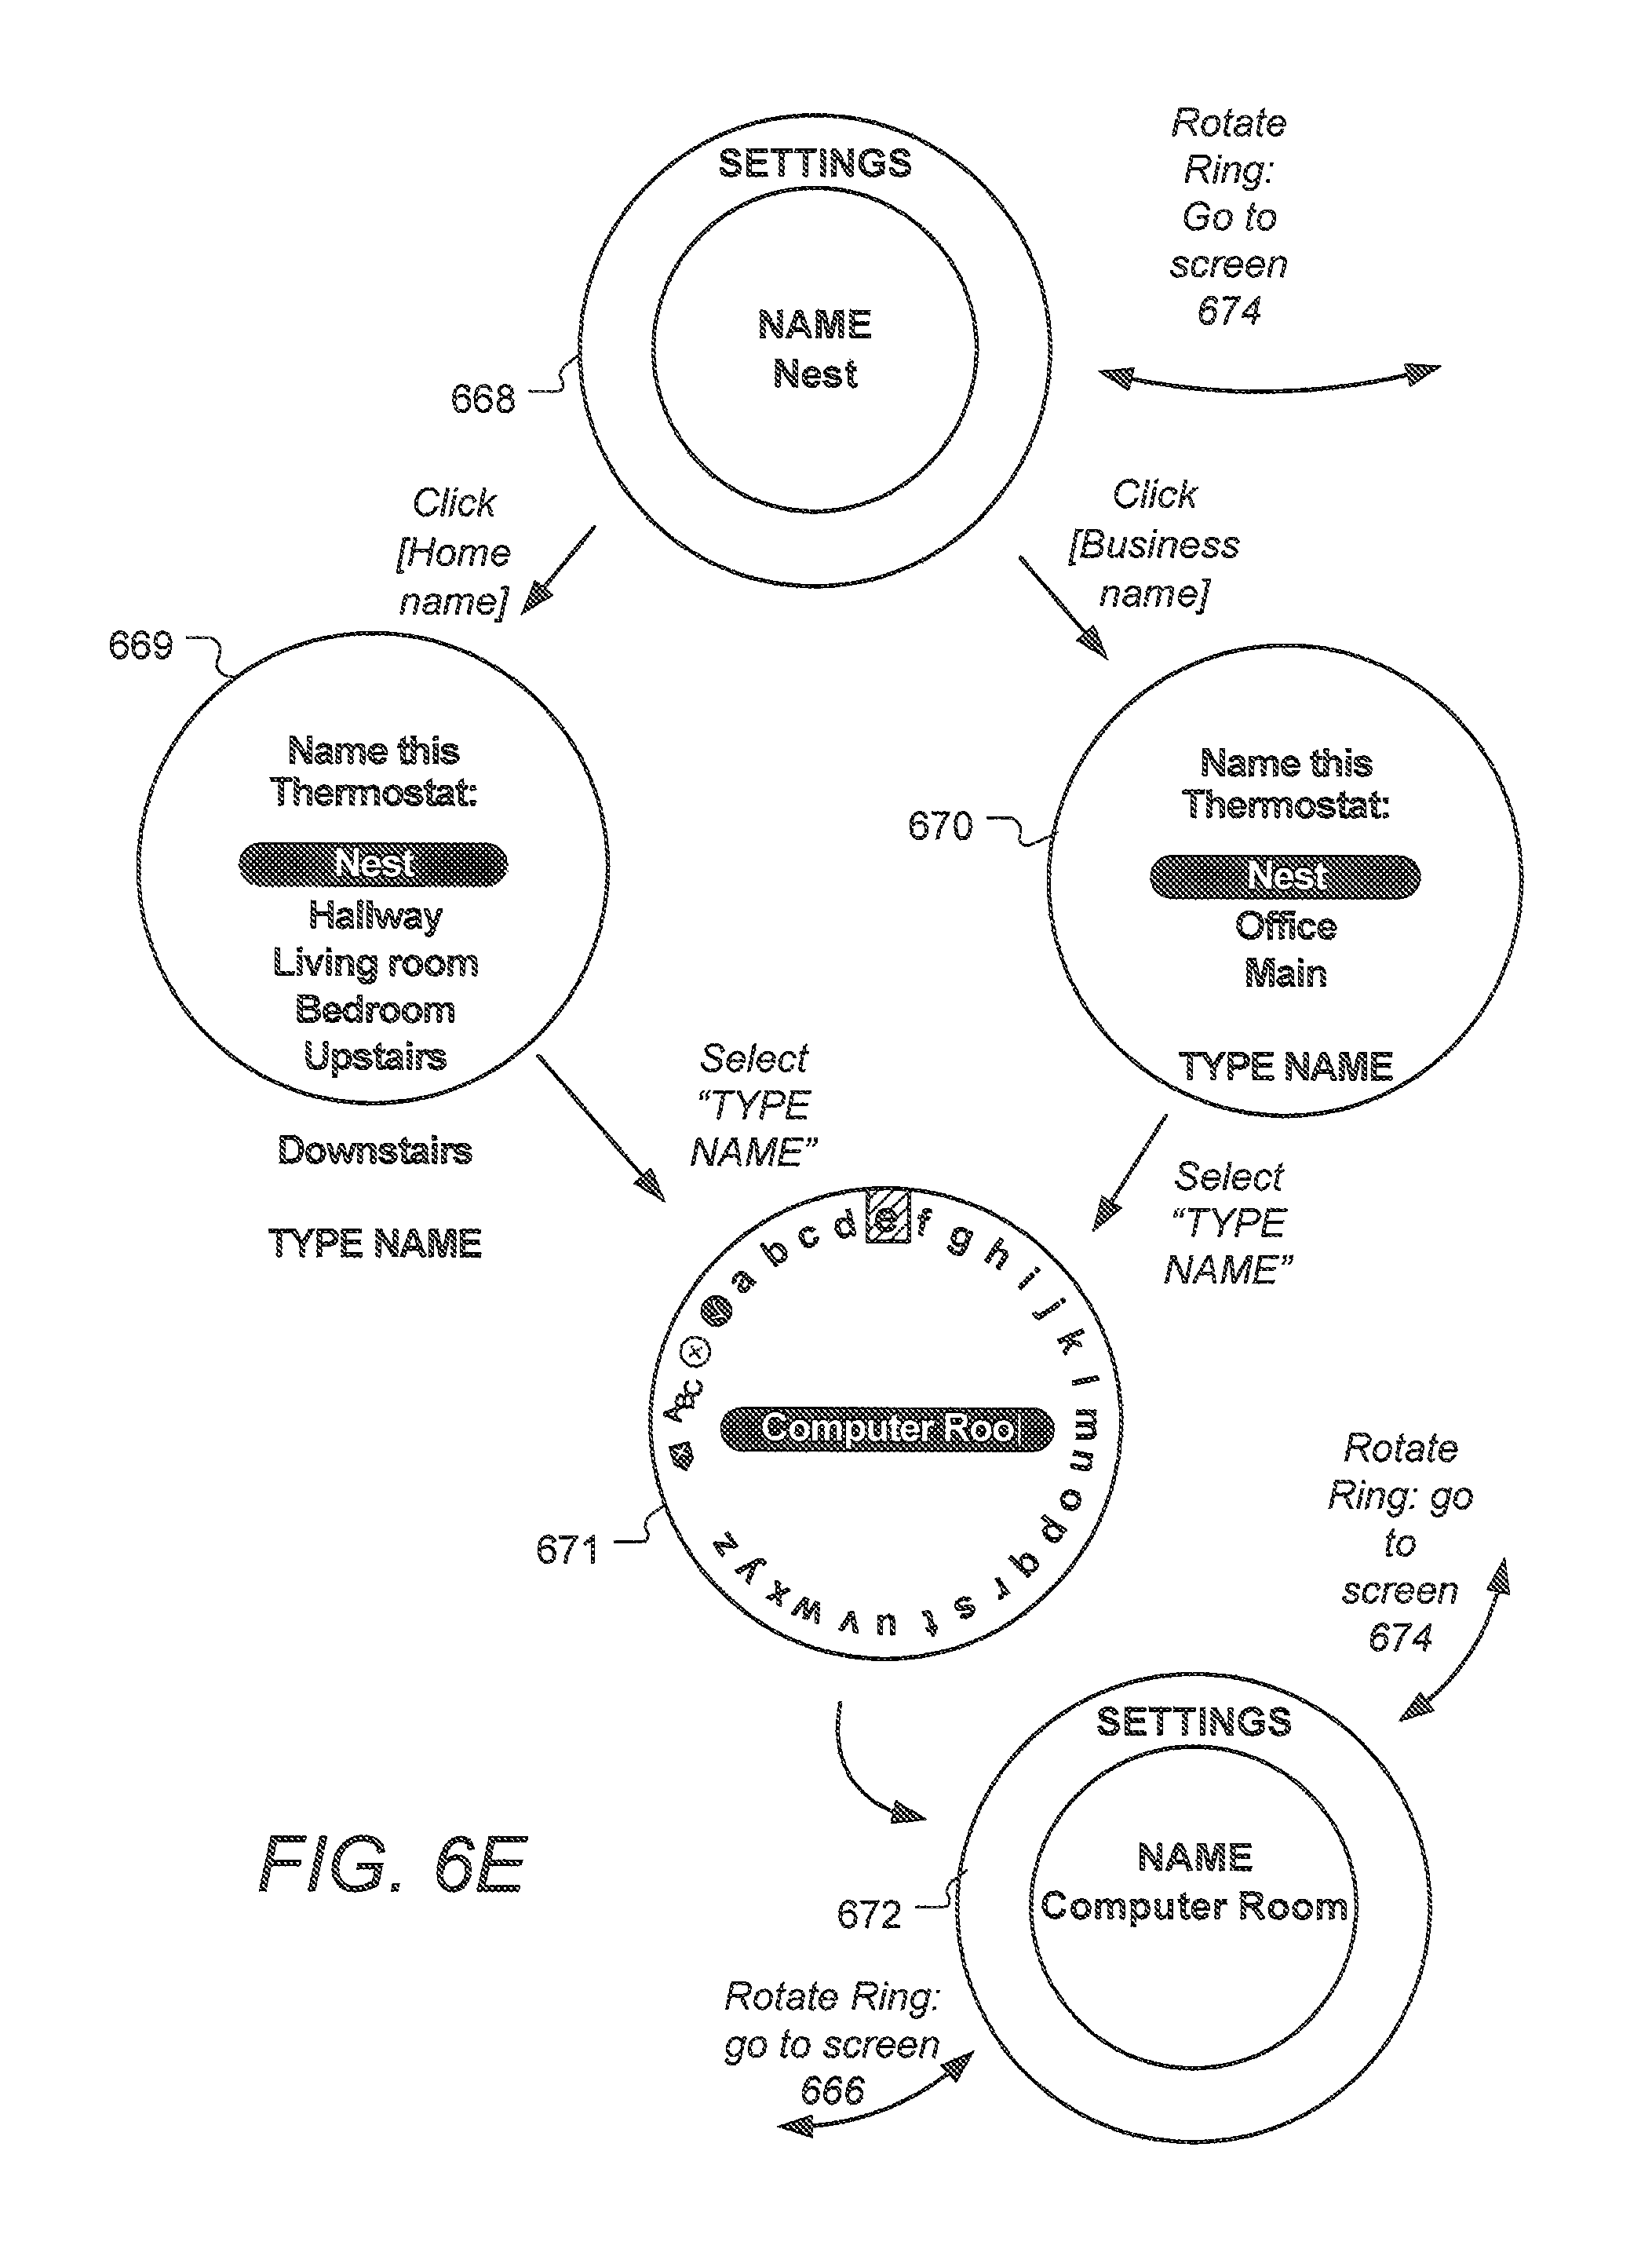 Rotate
Ring:
Go to
screen
674
SETTINGS
NAME
Nest
668
Click
[Home
name]
Click
[Business
name]
669
Name this
Thermostat:
Nest
Hallway
Living room
Bedroom
Upstairs
Downstairs
TYPE NAME
670
Name this
Thermostat:
Nest
Office
Main
TYPE NAME
Select
“TYPE
NAME”
Select
“TYPE
NAME”
ABC a b c d e f g h i j k l m n o p q r s t u v w x y z
Computer Roo
671
Rotate
Ring: go
to
screen
674
SETTINGS
NAME
Computer Room
672
Rotate Ring:
go to screen
666
FIG. 6E